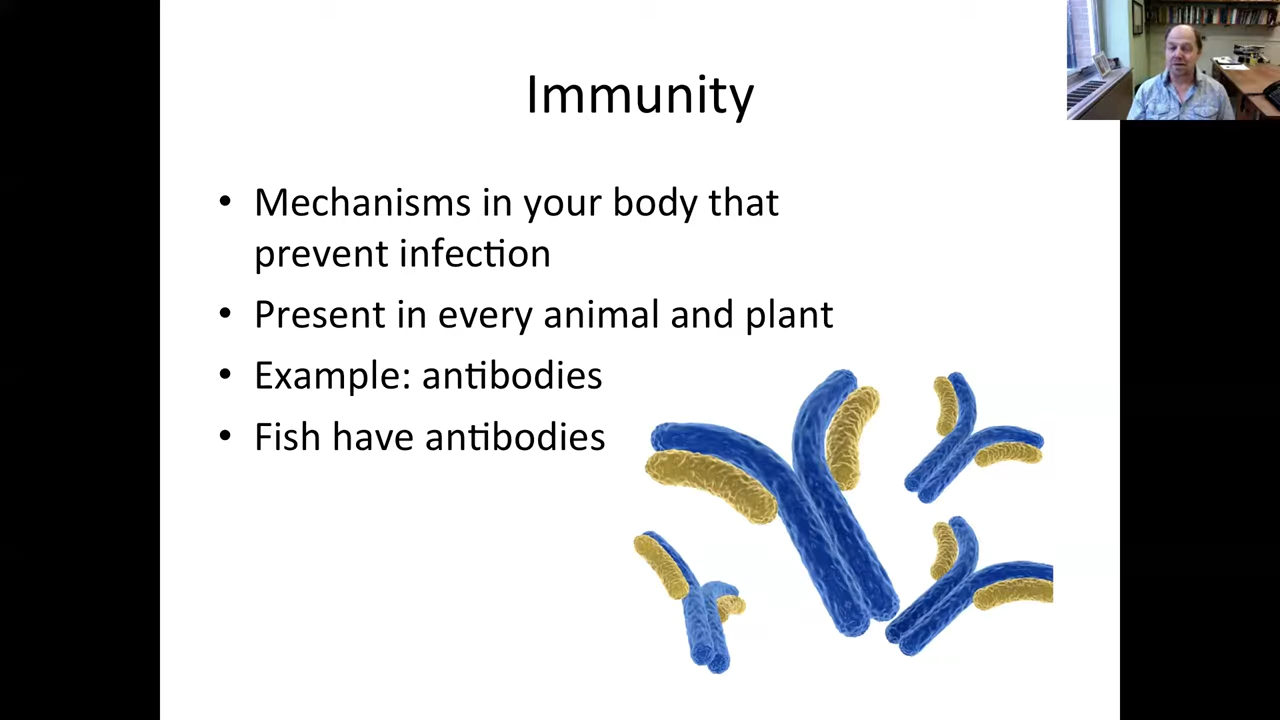 Immunity
• Mechanisms in your body that
prevent infection
• Present in every animal and plant
• Example: antibodies
• Fish have antibodies